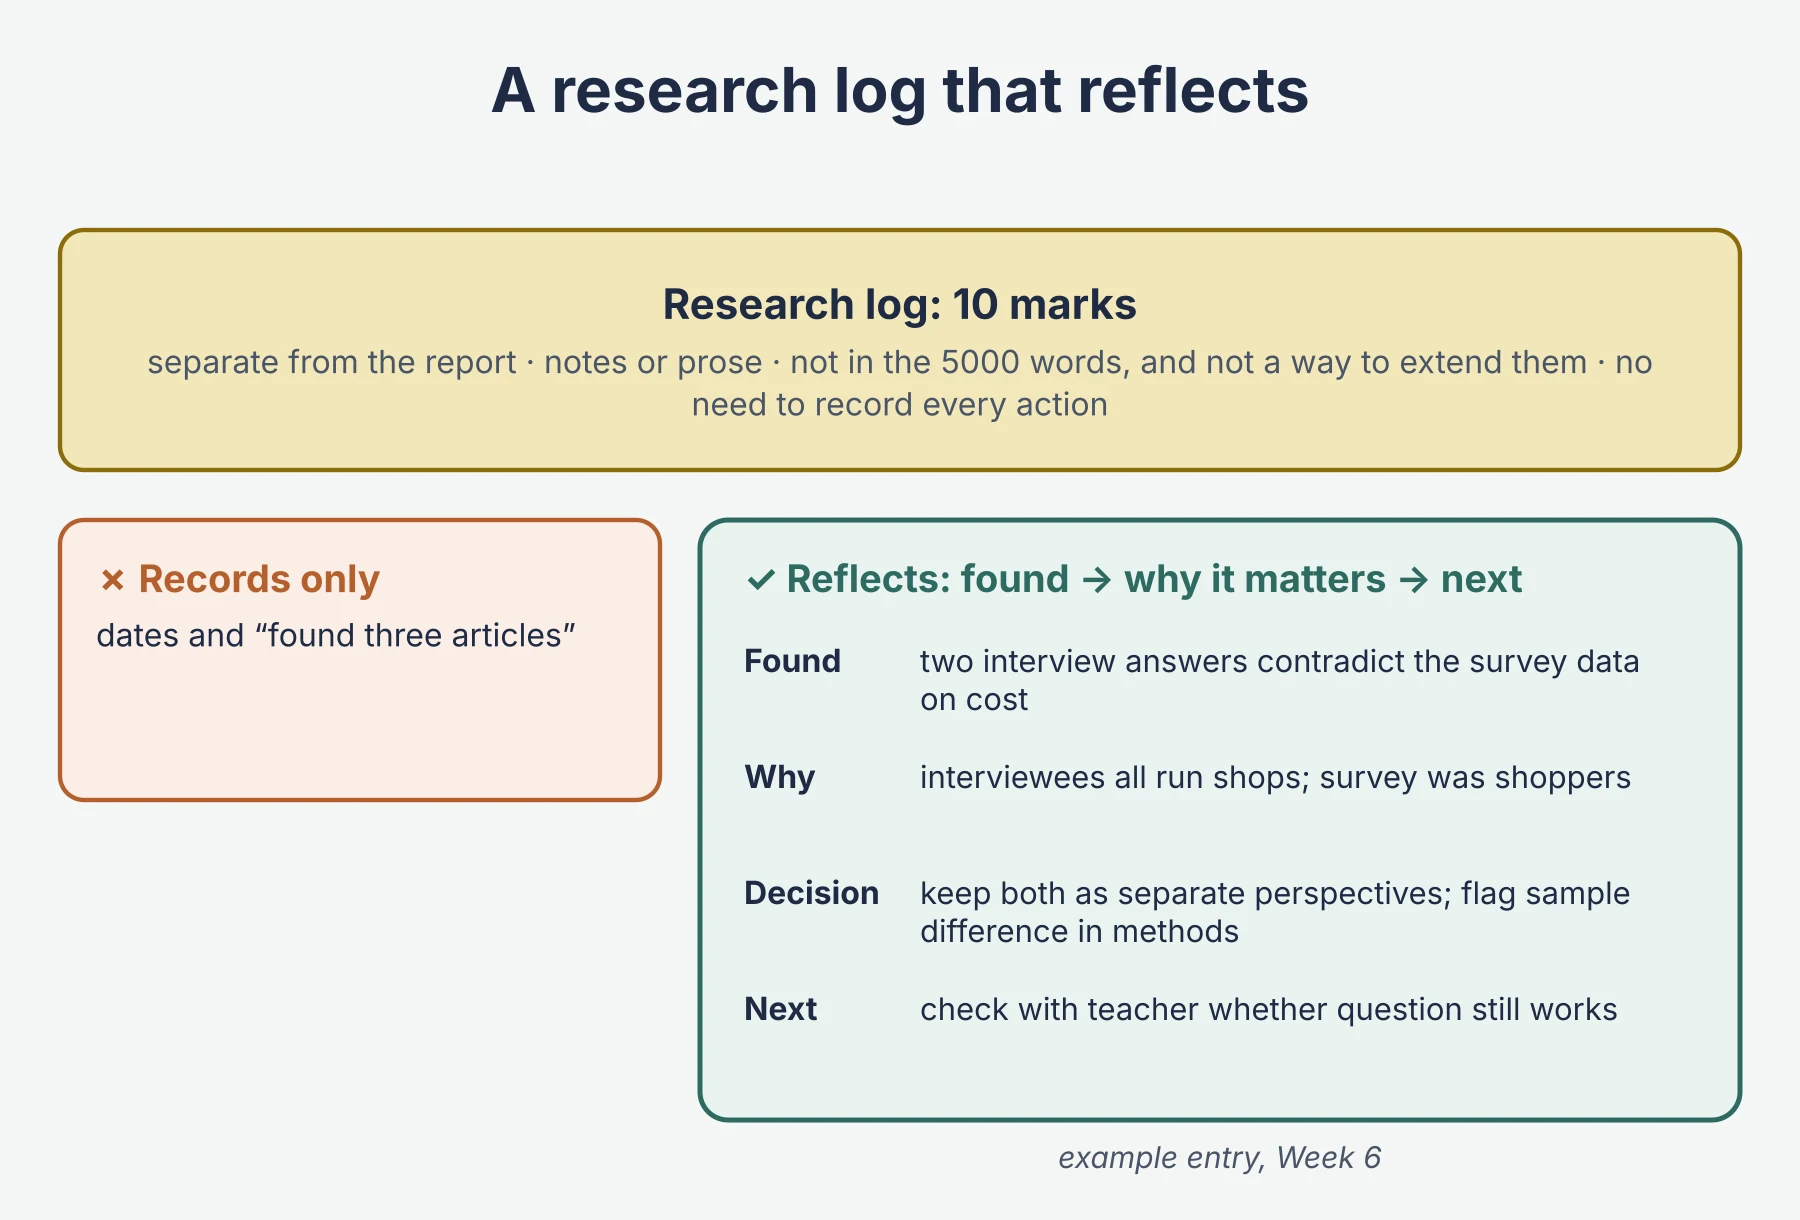 A research log that reflects
Research log: 10 marks
separate from the report · notes or prose · not in the 5000 words, and not a way to extend them · no
need to record every action
× Records only
dates and “found three articles”
✓ Reflects: found → why it matters → next
Found two interview answers contradict the survey data
on cost
Why interviewees all run shops; survey was shoppers
Decision keep both as separate perspectives; flag sample
difference in methods
Next check with teacher whether question still works
example entry, Week 6